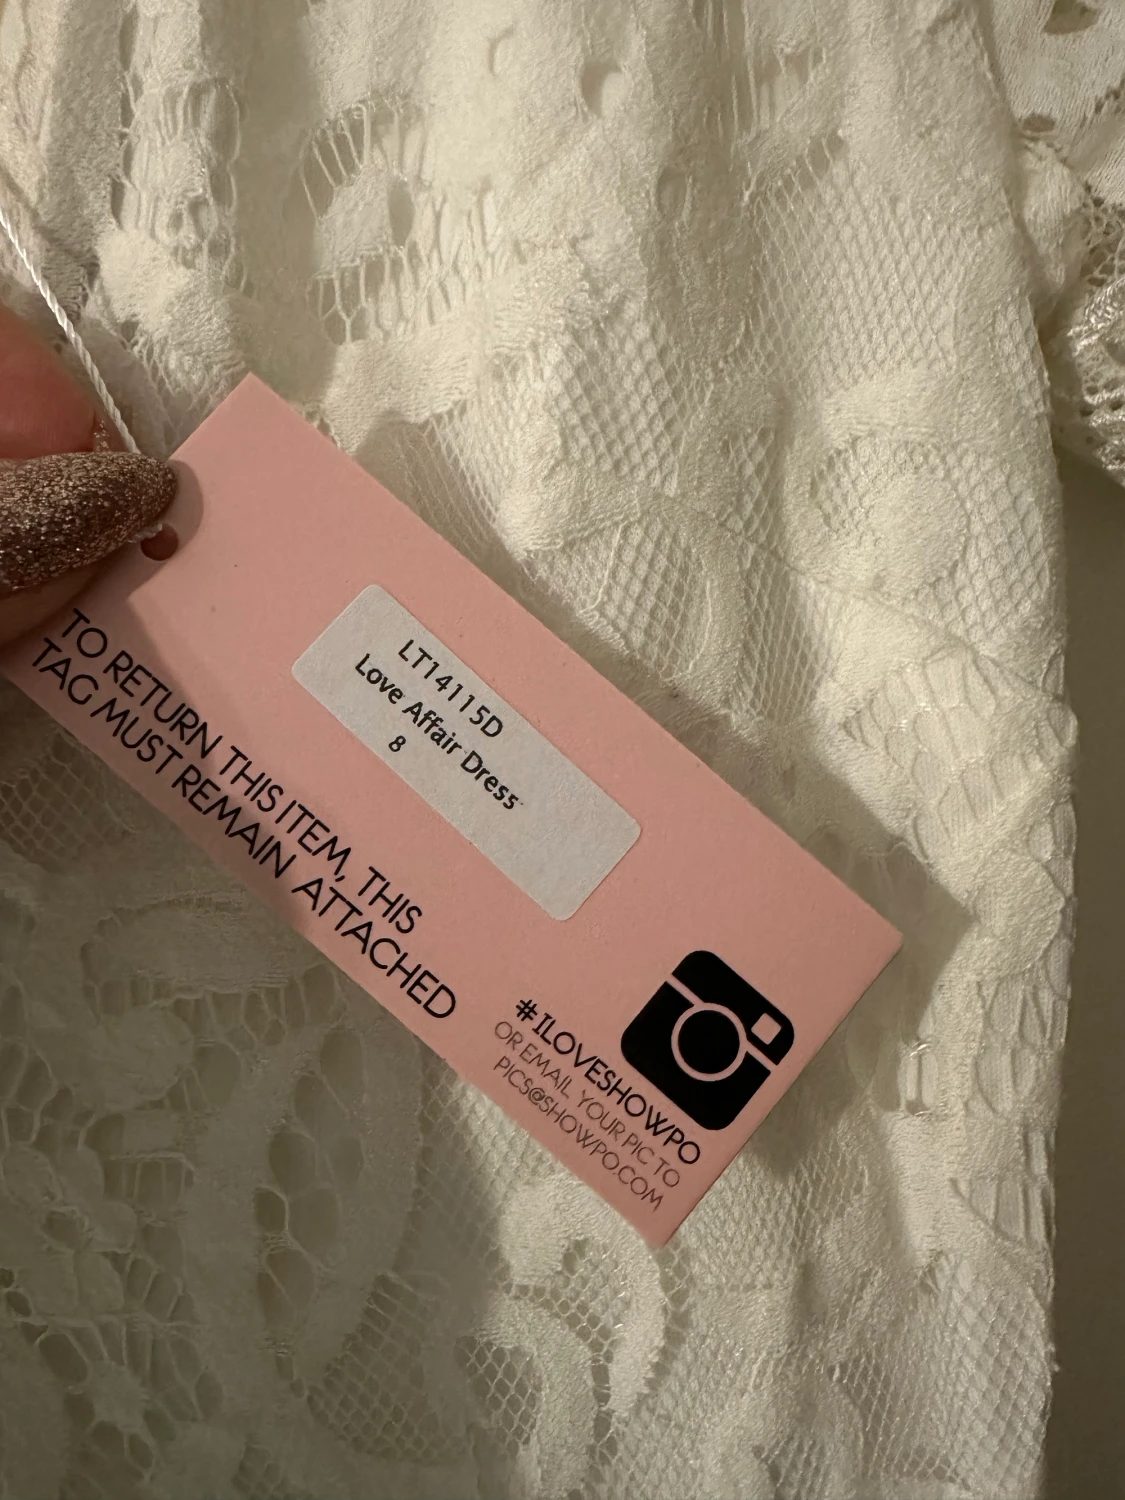 LT14115D
Love Affair Dress
8
TO RETURN THIS ITEM, THIS
TAG MUST REMAIN ATTACHED
#ILOVESHOWPO
OR EMAIL YOUR PIC TO
PICS@SHOWPO.COM